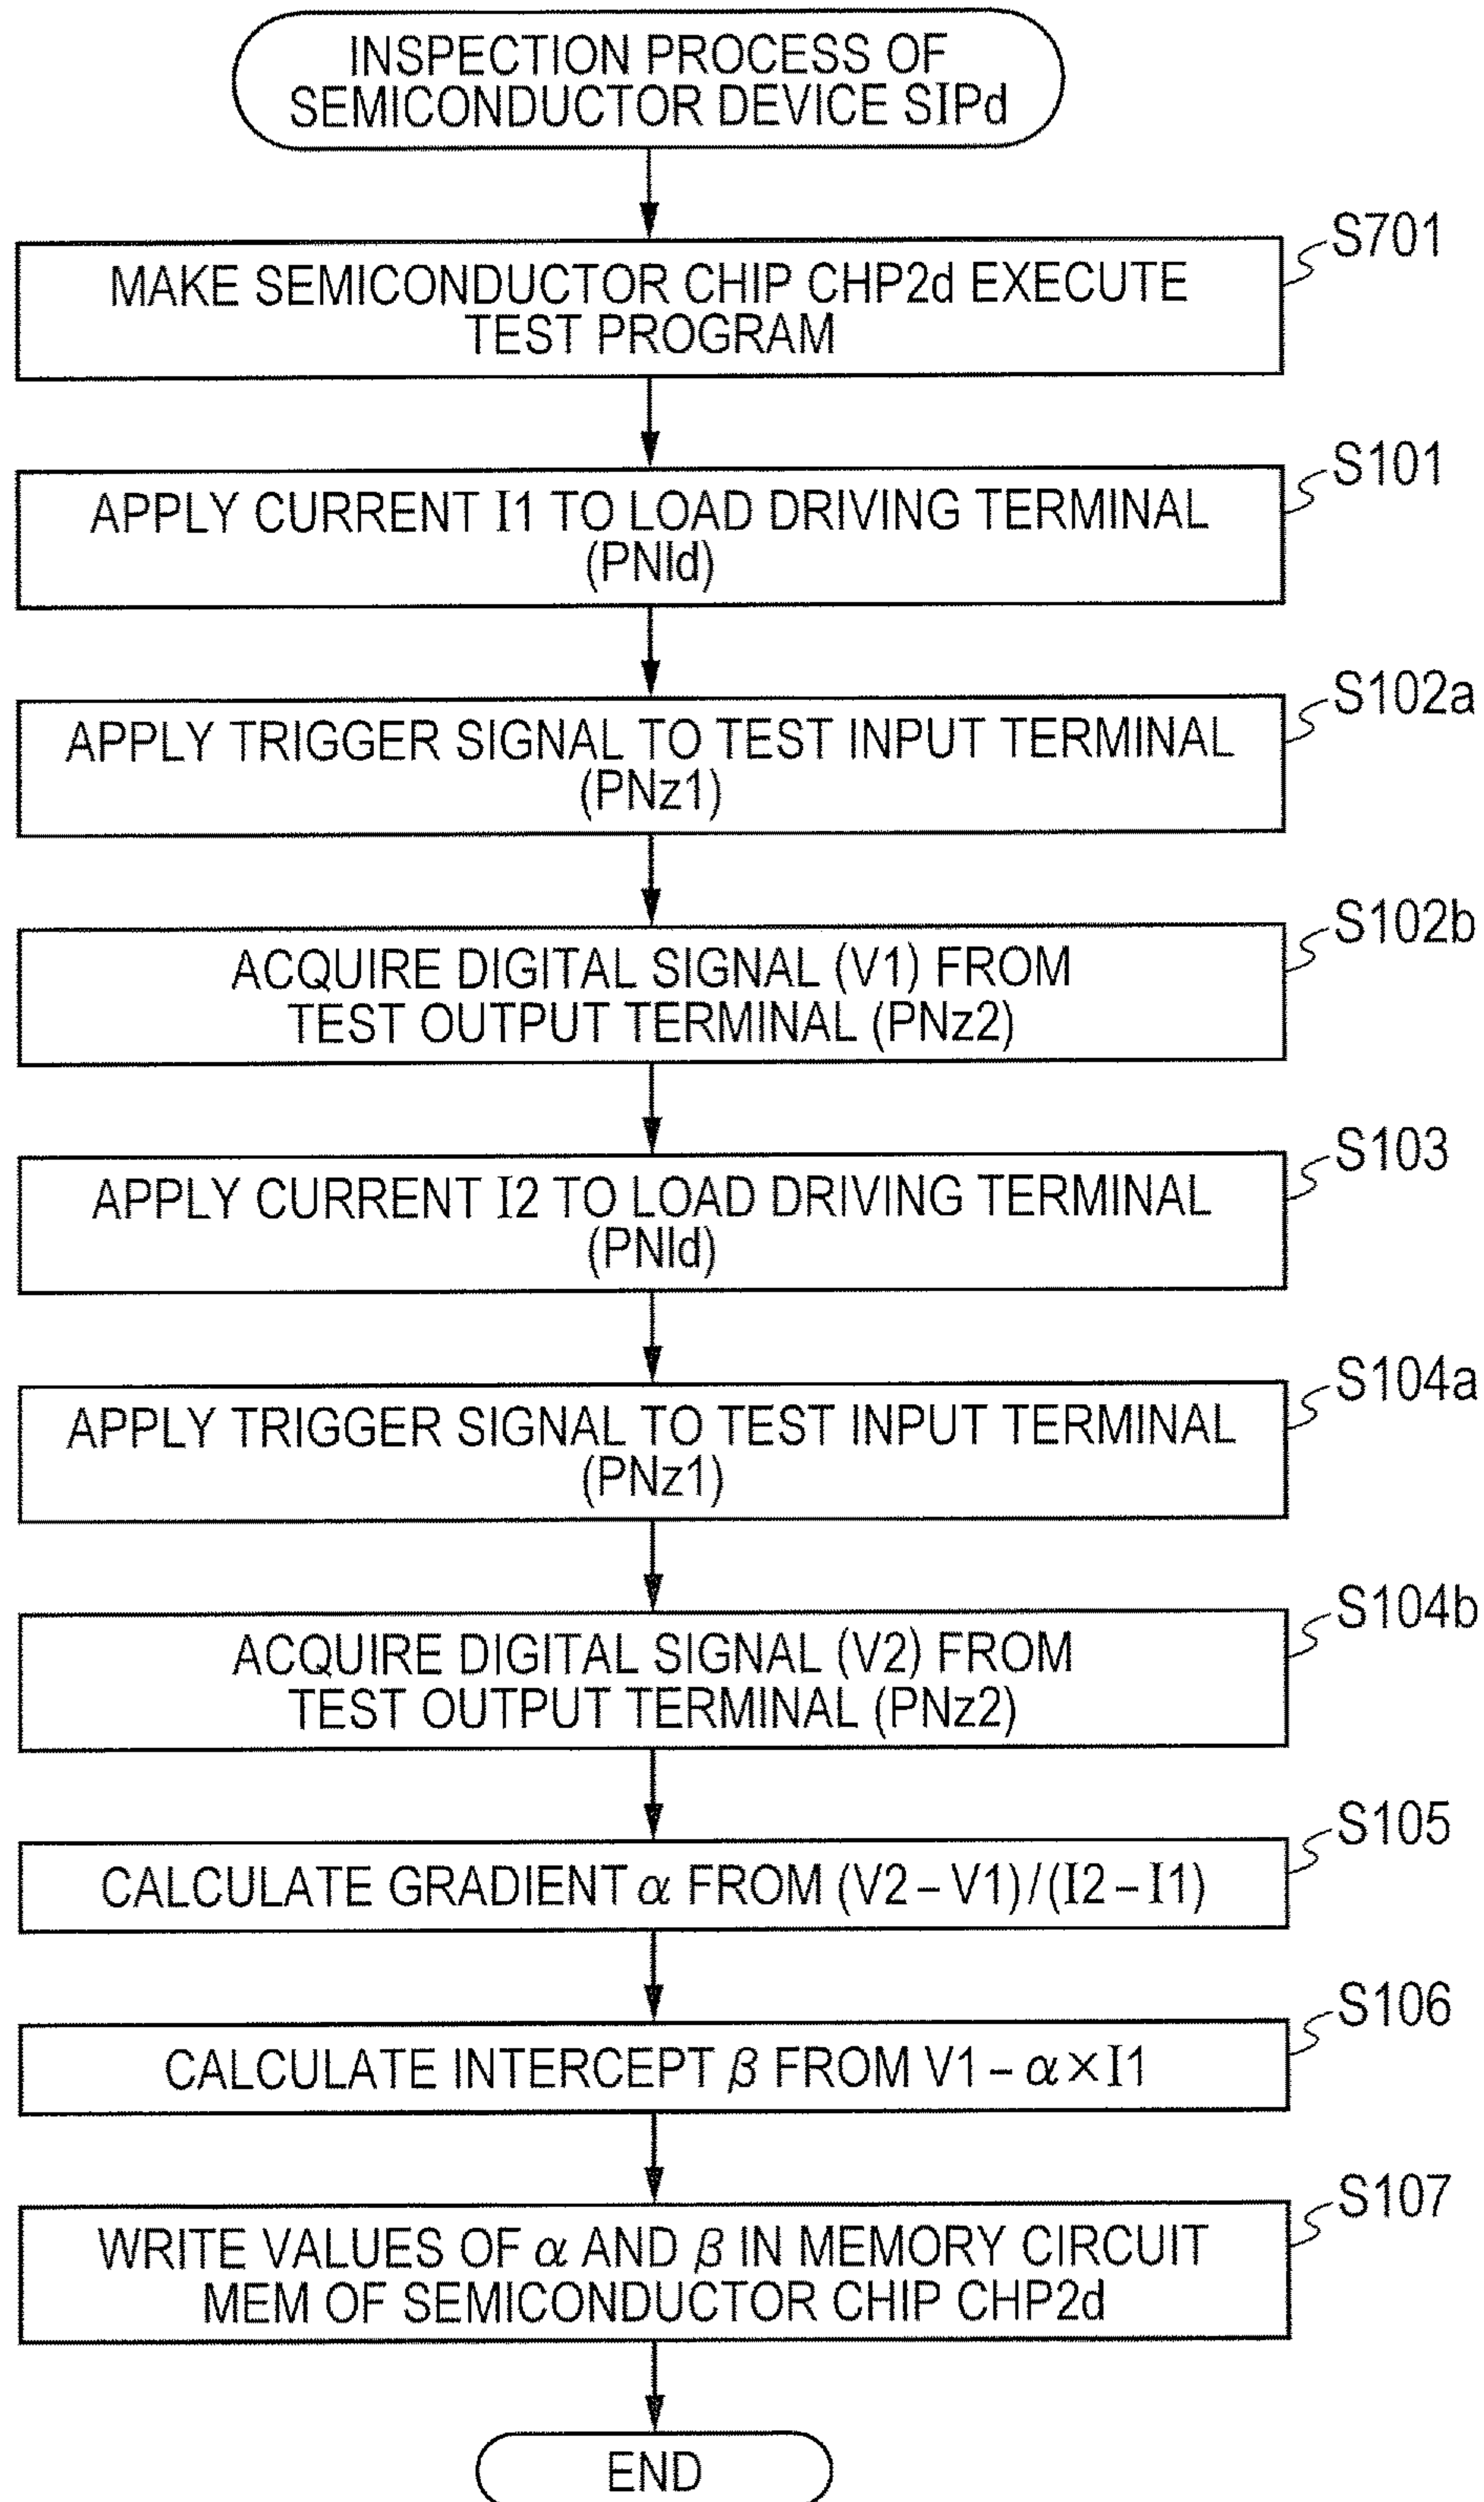 INSPECTION PROCESS OF
SEMICONDUCTOR DEVICE SIPd
S701
MAKE SEMICONDUCTOR CHIP CHP2d EXECUTE
TEST PROGRAM
S101
APPLY CURRENT I1 TO LOAD DRIVING TERMINAL
(PNld)
S102a
APPLY TRIGGER SIGNAL TO TEST INPUT TERMINAL
(PNz1)
S102b
ACQUIRE DIGITAL SIGNAL (V1) FROM
TEST OUTPUT TERMINAL (PNz2)
S103
APPLY CURRENT I2 TO LOAD DRIVING TERMINAL
(PNld)
S104a
APPLY TRIGGER SIGNAL TO TEST INPUT TERMINAL
(PNz1)
S104b
ACQUIRE DIGITAL SIGNAL (V2) FROM
TEST OUTPUT TERMINAL (PNz2)
S105
CALCULATE GRADIENT α FROM (V2 – V1) / (I2 – I1)
S106
CALCULATE INTERCEPT β FROM V1 – α × I1
S107
WRITE VALUES OF α AND β IN MEMORY CIRCUIT
MEM OF SEMICONDUCTOR CHIP CHP2d
END